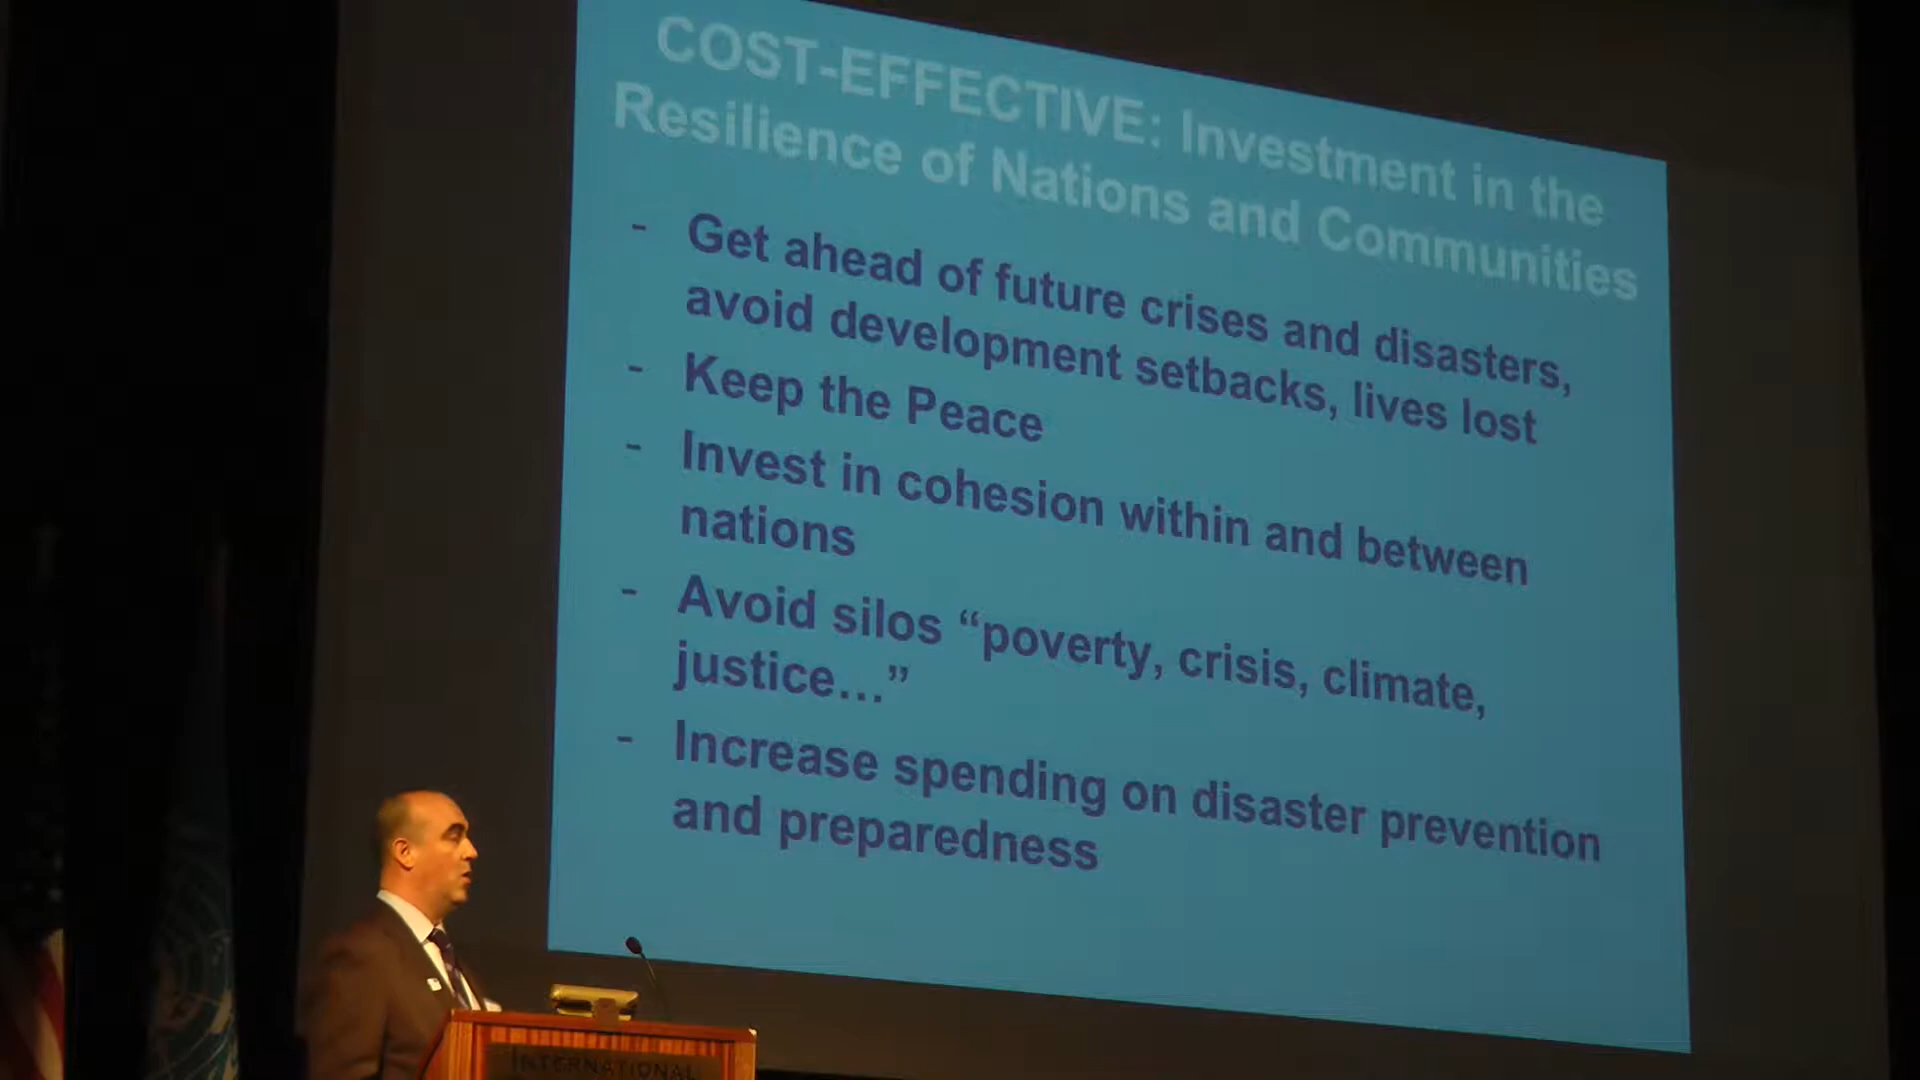 COST-EFFECTIVE: Investment in the
Resilience of Nations and Communities
- Get ahead of future crises and disasters,
avoid development setbacks, lives lost
- Keep the Peace
- Invest in cohesion within and between
nations
- Avoid silos “poverty, crisis, climate,
justice…”
- Increase spending on disaster prevention
and preparedness
INTERNATIONAL